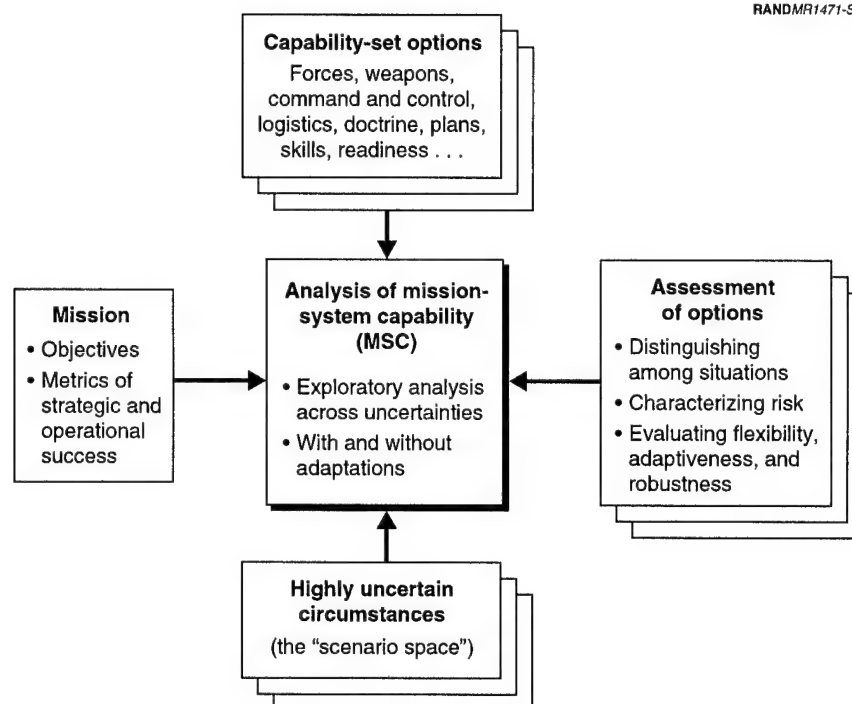 RANDMR1471-S
Capability-set options
Forces, weapons,
command and control,
logistics, doctrine, plans,
skills, readiness . . .
Mission
• Objectives
• Metrics of
strategic and
operational
success
Analysis of mission-
system capability
(MSC)
• Exploratory analysis
across uncertainties
• With and without
adaptations
Assessment
of options
• Distinguishing
among situations
• Characterizing risk
• Evaluating flexibility,
adaptiveness, and
robustness
Highly uncertain
circumstances
(the “scenario space”)